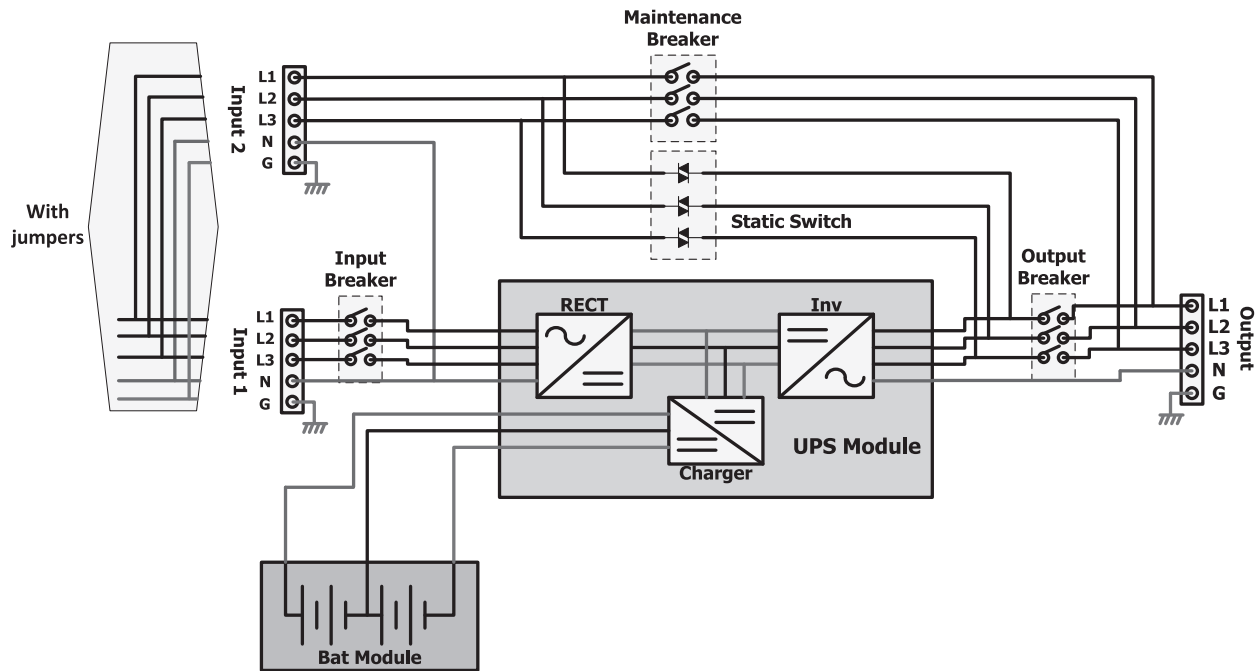 Maintenance
Breaker
L1
L2
L3
N
G
Input 2
With
jumpers
Static Switch
Input
Breaker
Output
Breaker
RECT
Inv
L1
L2
L3
N
G
Input 1
L1
L2
L3
N
G
Output
UPS Module
Charger
Bat Module